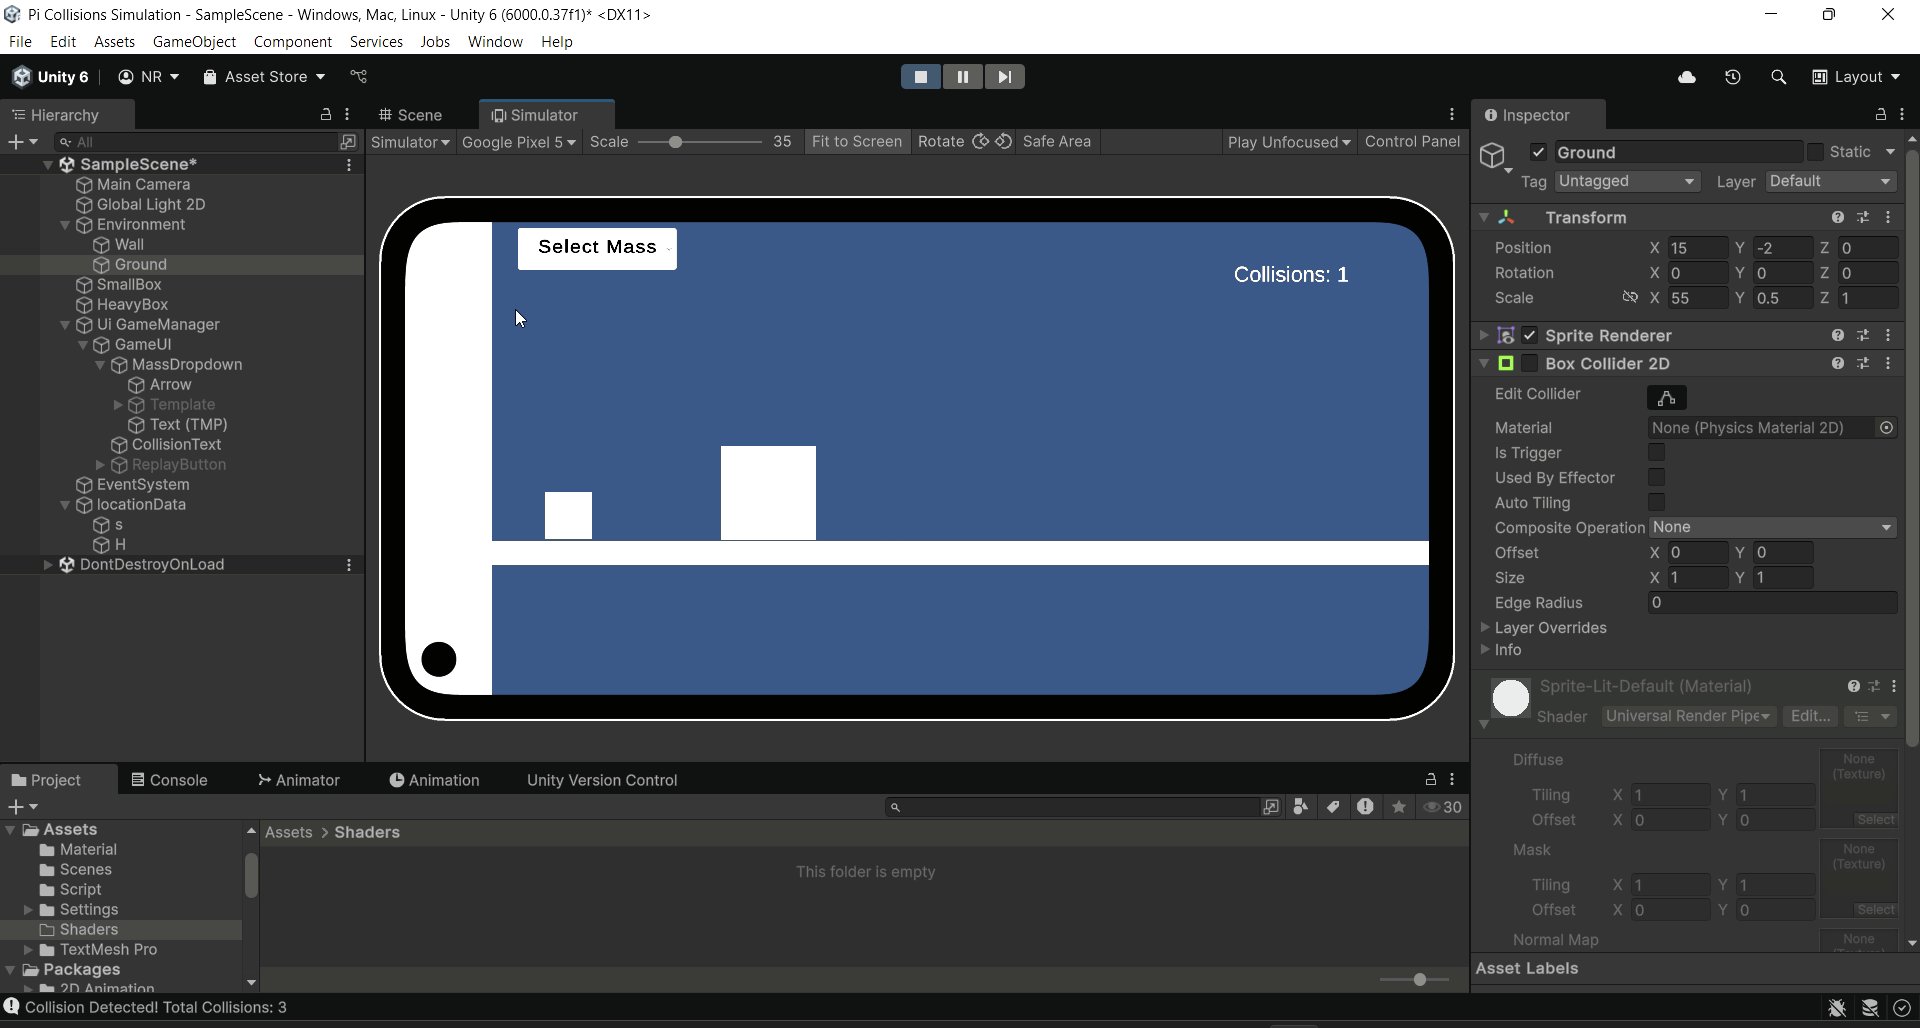 Pi Collisions Simulation - SampleScene - Windows, Mac, Linux - Unity 6 (6000.0.37f1)* <DX11>
File Edit Assets GameObject Component Services Jobs Window Help
Unity 6 NR Asset Store Layout
Hierarchy
All
SampleScene*
Main Camera
Global Light 2D
Environment
Wall
Ground
SmallBox
HeavyBox
Ui GameManager
GameUI
MassDropdown
Arrow
Template
Text (TMP)
CollisionText
ReplayButton
EventSystem
locationData
s
H
DontDestroyOnLoad
Scene Simulator
Simulator Google Pixel 5 Scale 35 Fit to Screen Rotate Safe Area Play Unfocused Control Panel
Select Mass
Collisions: 1
Inspector
Ground Static
Tag Untagged Layer Default
Transform
Position X 15 Y -2 Z 0
Rotation X 0 Y 0 Z 0
Scale X 55 Y 0.5 Z 1
Sprite Renderer
Box Collider 2D
Edit Collider
Material None (Physics Material 2D)
Is Trigger
Used By Effector
Auto Tiling
Composite Operation None
Offset X 0 Y 0
Size X 1 Y 1
Edge Radius 0
Layer Overrides
Info
Sprite-Lit-Default (Material)
Shader Universal Render Pipe Edit...
Diffuse None
(Texture)
Tiling X 1 Y 1
Offset X 0 Y 0 Select
Mask None
(Texture)
Tiling X 1 Y 1
Offset X 0 Y 0 Select
Normal Map None
Asset Labels
Project Console Animator Animation Unity Version Control
30
Assets
Material
Scenes
Script
Settings
Shaders
TextMesh Pro
Packages
2D Animation
Assets > Shaders
This folder is empty
Collision Detected! Total Collisions: 3